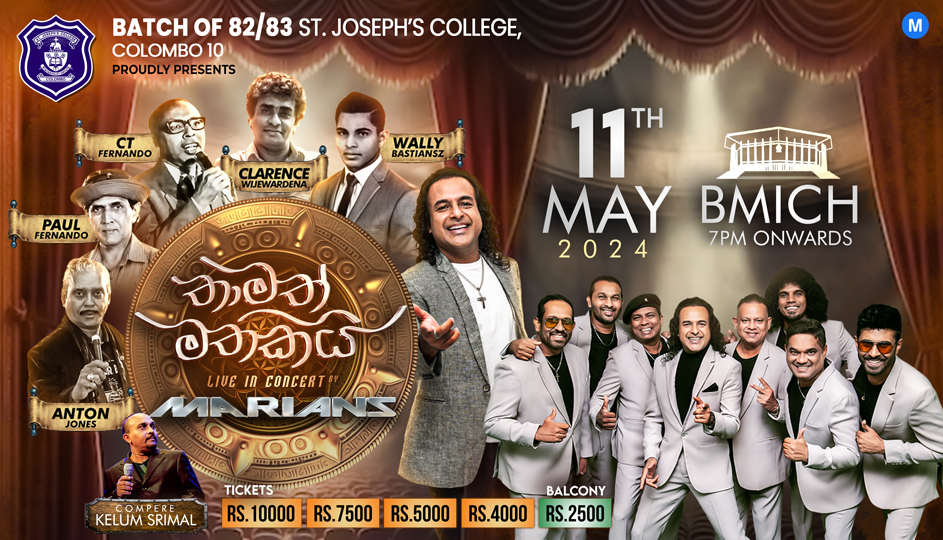 BATCH OF 82/83 ST. JOSEPH'S COLLEGE,
COLOMBO 10
PROUDLY PRESENTS
M
CT
FERNANDO
CLARENCE
WIJEWARDENA
WALLY
BASTIANSZ
PAUL
FERNANDO
ANTON
JONES
තාමත්
මතකයි
LIVE IN CONCERT BY
MARIANS
11TH
MAY
2024
BMICH
7PM ONWARDS
COMPERE
KELUM SRIMAL
TICKETS
RS.10000 RS.7500 RS.5000 RS.4000
BALCONY
RS.2500